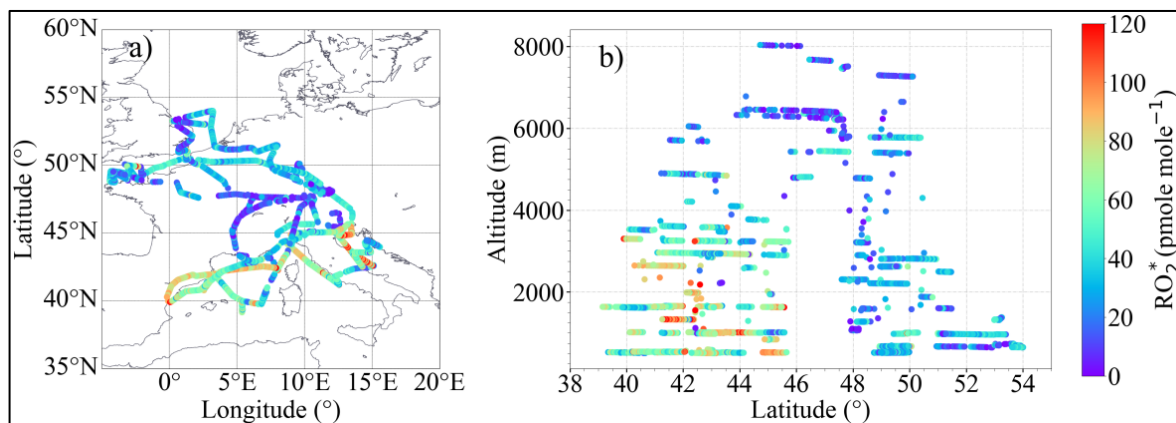 a)
60°N
55°N
50°N
45°N
40°N
35°N
Latitude (°)
0°
5°E
10°E
15°E
20°E
Longitude (°)
b)
8000
6000
4000
2000
Altitude (m)
38
40
42
44
46
48
50
52
54
Latitude (°)
120
100
80
60
40
20
0
RO₂* (pmole mole⁻¹)